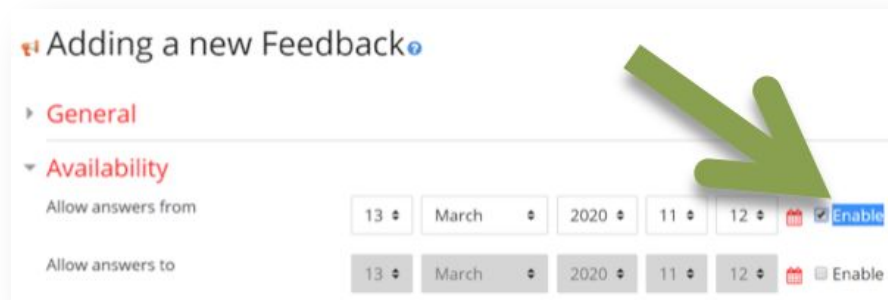 Adding a new Feedback
General
Availability
Allow answers from 13 March 2020 11 12 Enable
Allow answers to 13 March 2020 11 12 Enable